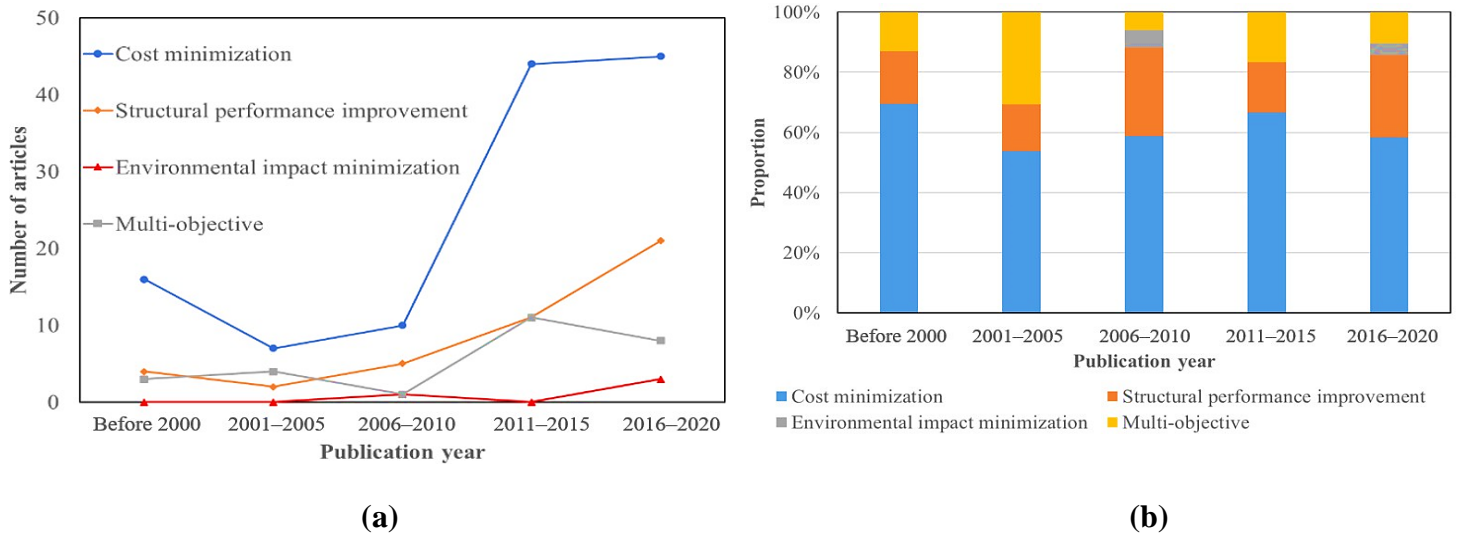 50
40
30
20
10
0
Number of articles
Cost minimization
Structural performance improvement
Environmental impact minimization
Multi-objective
Before 2000 2001–2005 2006–2010 2011–2015 2016–2020
Publication year
(a)
100%
80%
60%
40%
20%
0%
Proportion
Before 2000 2001–2005 2006–2010 2011–2015 2016–2020
Publication year
Cost minimization Structural performance improvement
Environmental impact minimization Multi-objective
(b)